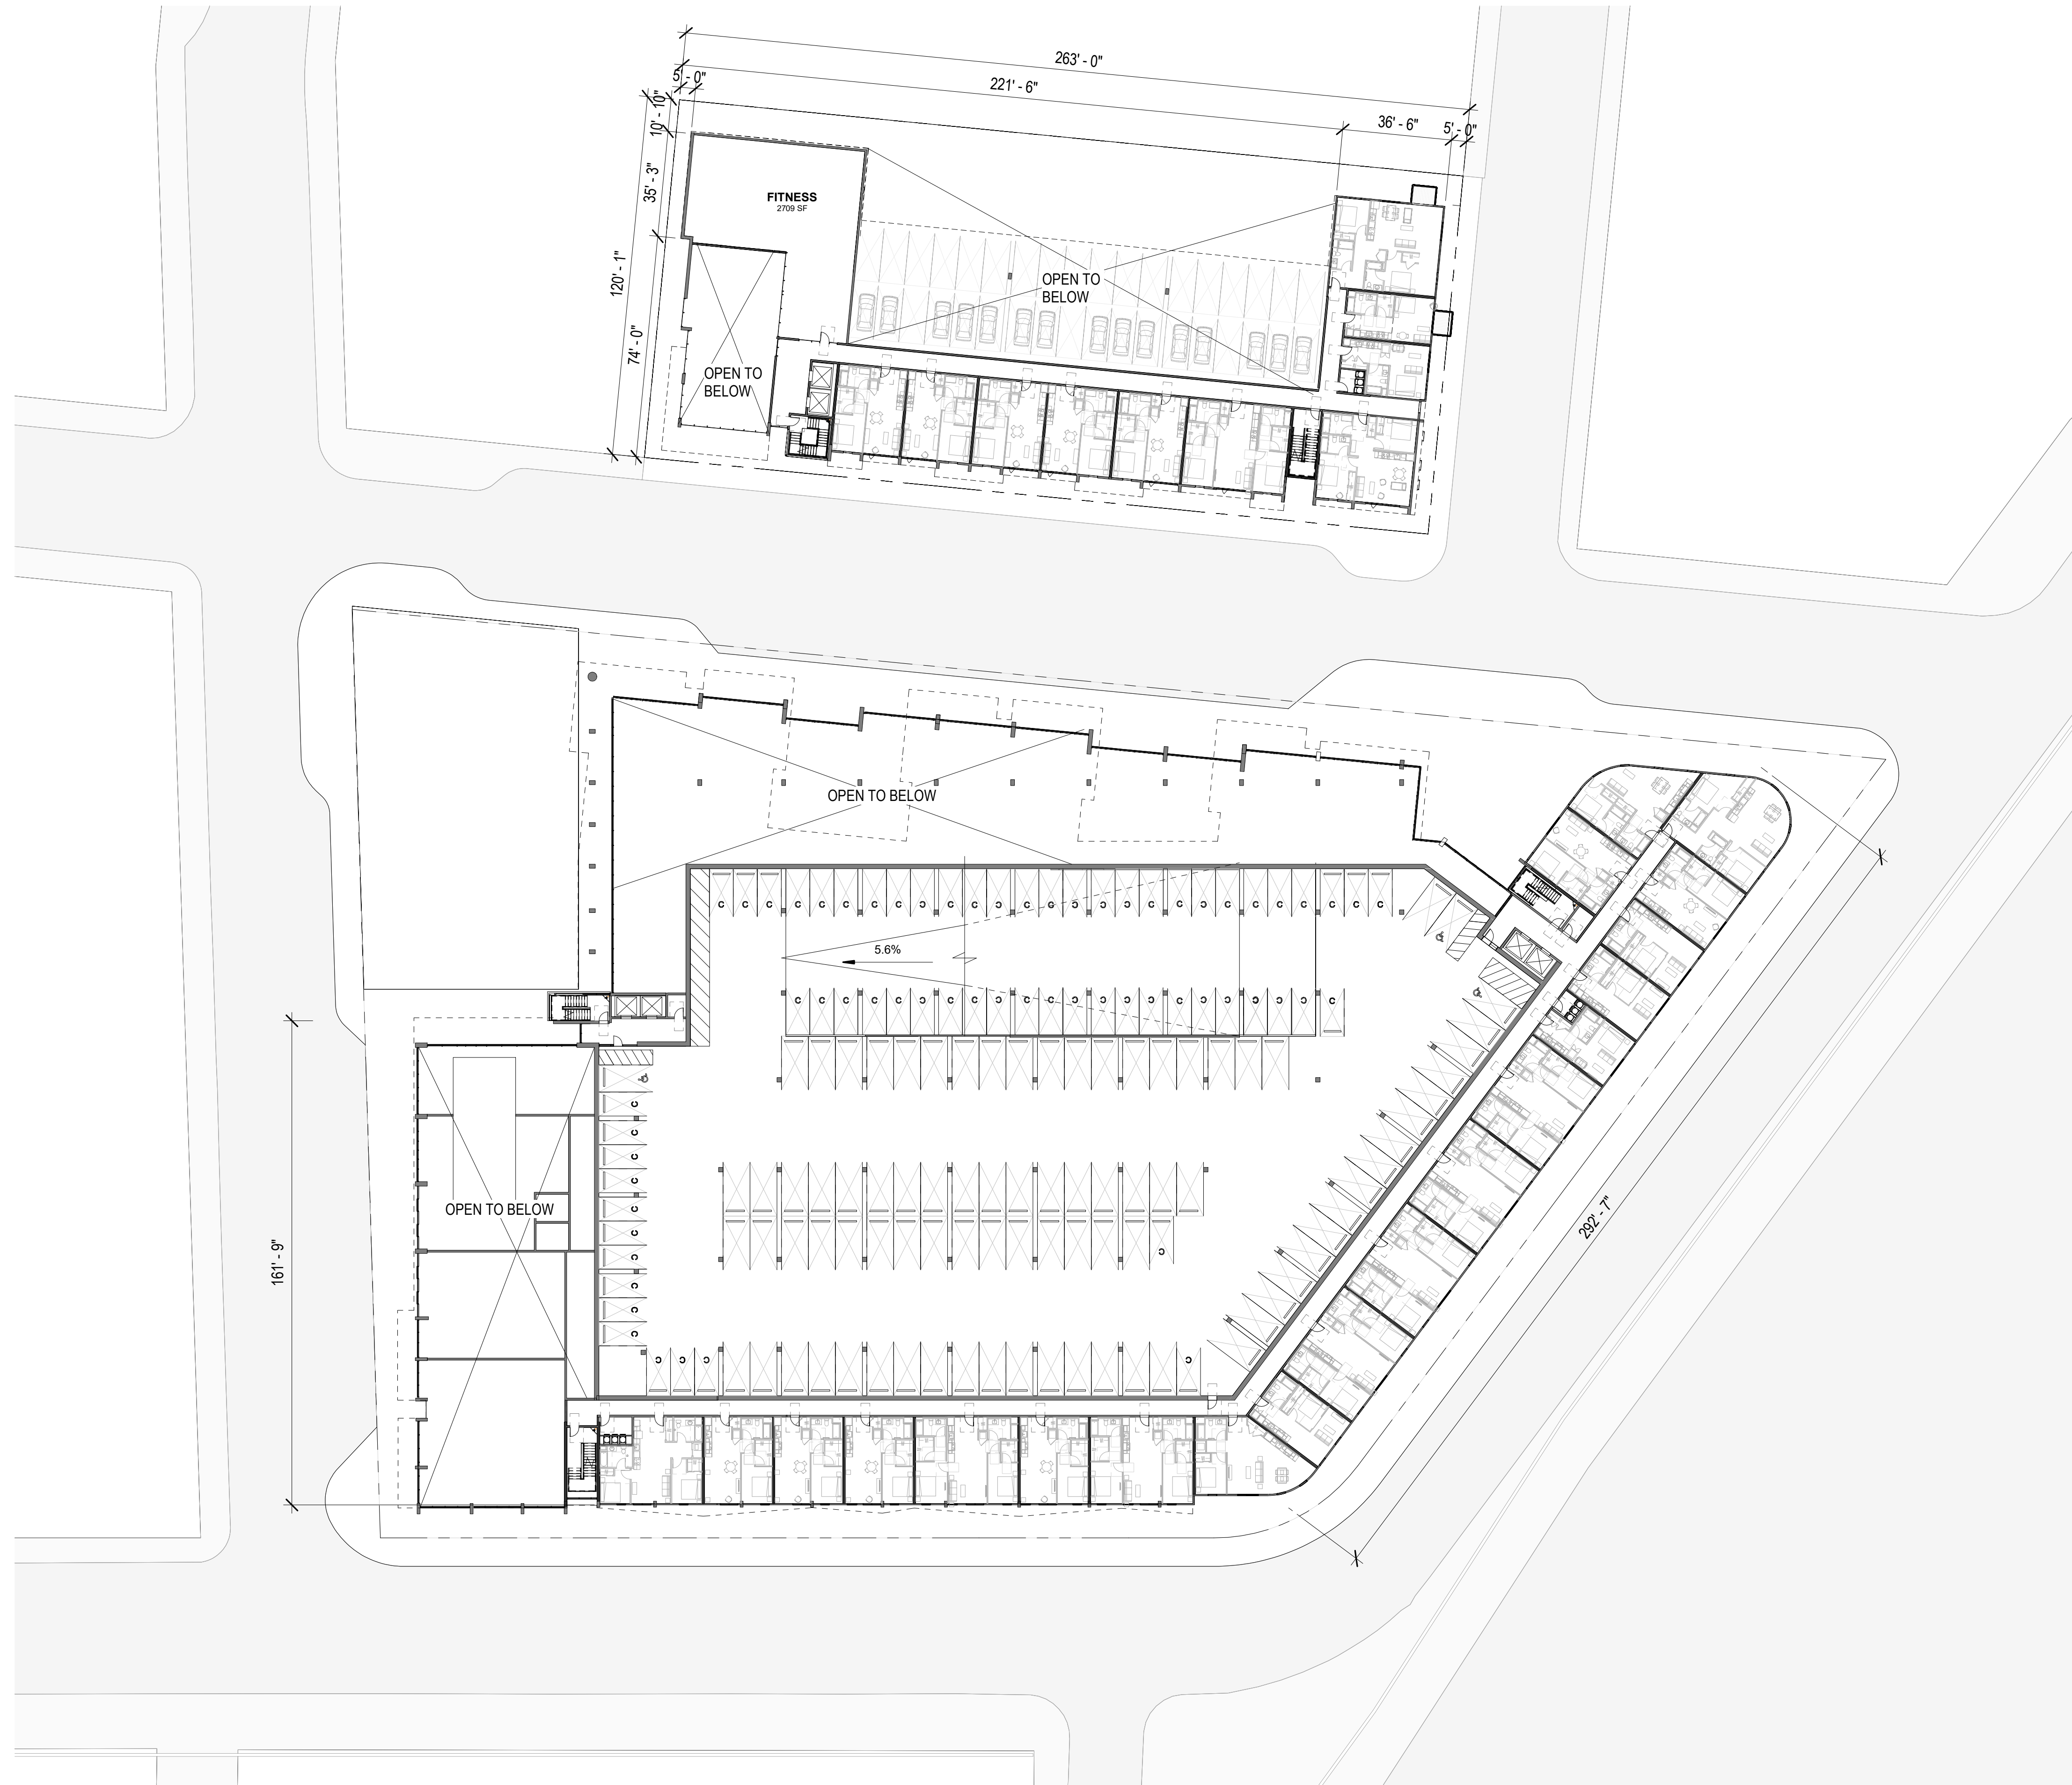 263' - 0"
221' - 6"
5' - 0"
36' - 6"
5' - 0"
10' - 10"
35' - 3"
120' - 1"
74' - 0"
FITNESS
2709 SF
OPEN TO
BELOW
OPEN TO
BELOW
OPEN TO BELOW
C C C C C C C C C C C C C C C C C C C C C C C C C C
5.6%
C C C C C C C C C C C C C C C C C C C C C C
C
C
C
C
C
C
C
C
C
C
OPEN TO BELOW
161' - 9"
292' - 7"
C
C C C C